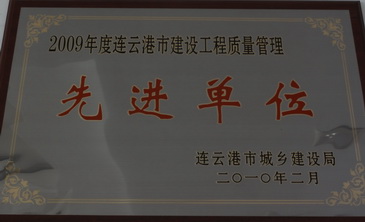 2009年度连云港市建设工程质量管理
先进单位
连云港市城乡建设局
二〇一〇年二月